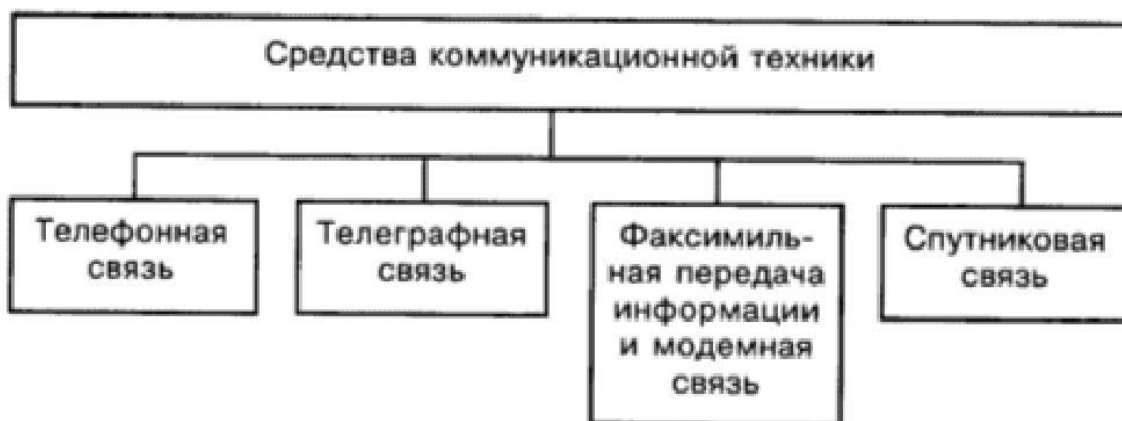 Средства коммуникационной техники
Телефонная
связь
Телеграфная
связь
Факсимиль-
ная передача
информации
и модемная
связь
Спутниковая
связь